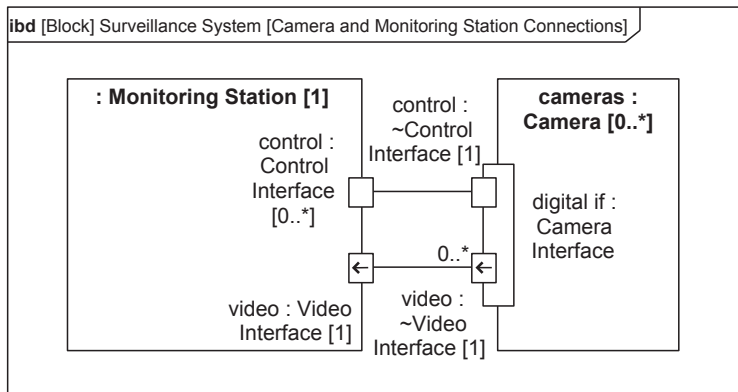 ibd [Block] Surveillance System [Camera and Monitoring Station Connections]
: Monitoring Station [1]
control :
Control
Interface
[0..*]
video : Video
Interface [1]
control :
~Control
Interface [1]
0..*
video :
~Video
Interface [1]
cameras :
Camera [0..*]
digital if :
Camera
Interface